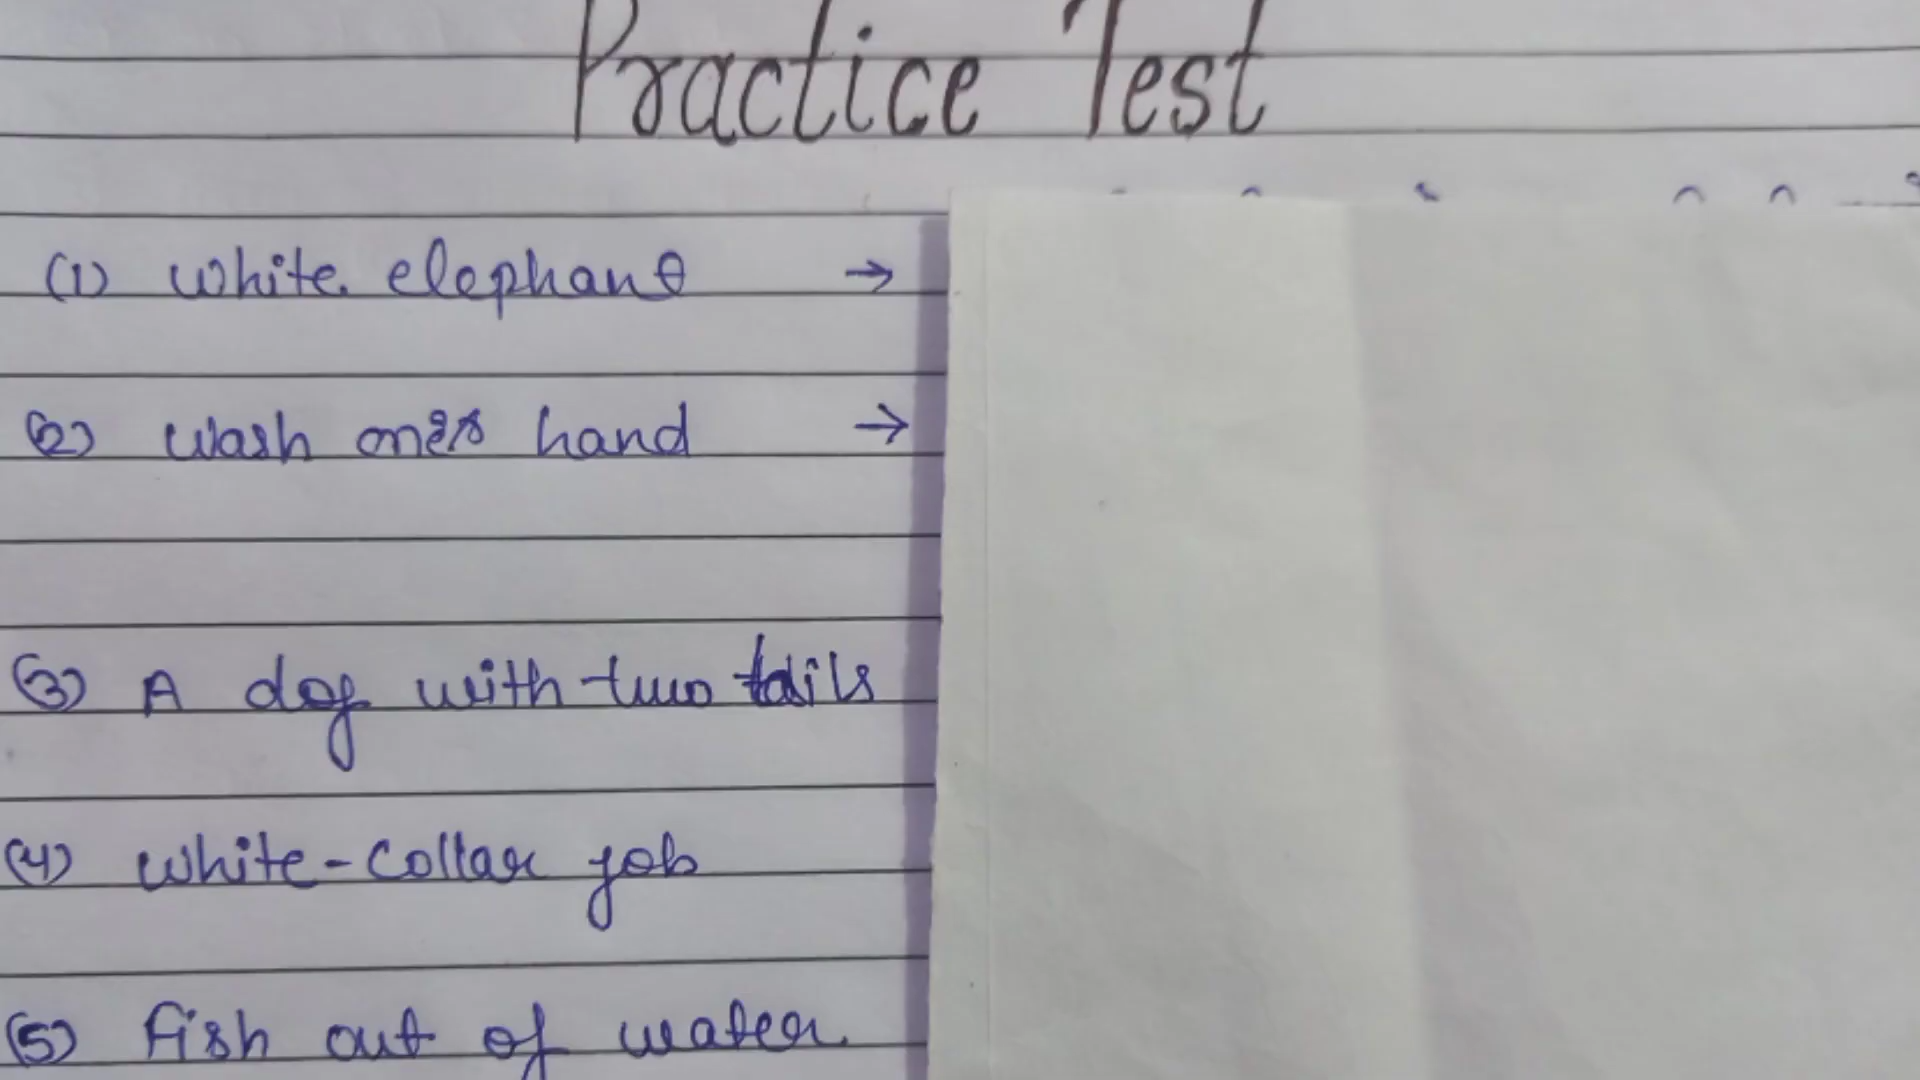 Practice Test
(1) White elephant →
(2) Wash one's hand →
(3) A dog with two tails
(4) White-Collar job
(5) Fish out of water